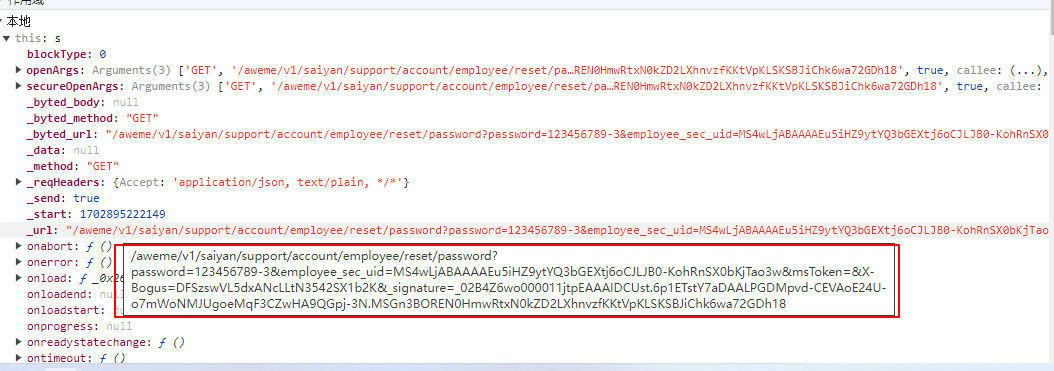 本地
this: s
blockType: 0
openArgs: Arguments(3) ['GET', '/aweme/v1/saiyan/support/account/employee/reset/pa…REN0HmwRtxN0kZD2LXhnvzfKKtVpKLSKSBJiChk6wa72GDh18', true, callee: (...),
secureOpenArgs: Arguments(3) ['GET', '/aweme/v1/saiyan/support/account/employee/reset/pa…REN0HmwRtxN0kZD2LXhnvzfKKtVpKLSKSBJiChk6wa72GDh18', true, callee:
_byted_body: null
_byted_method: "GET"
_byted_url: "/aweme/v1/saiyan/support/account/employee/reset/password?password=123456789-3&employee_sec_uid=MS4wLjABAAAAEu5iHZ9ytYQ3bGEXtj6oCJLJB0-KohRnSX0
_data: null
_method: "GET"
_reqHeaders: {Accept: 'application/json, text/plain, */*'}
_send: true
_start: 1702895222149
_url: "/aweme/v1/saiyan/support/account/employee/reset/password?password=123456789-3&employee_sec_uid=MS4wLjABAAAAEu5iHZ9ytYQ3bGEXtj6oCJLJB0-KohRnSX0bKjTao
onabort: ƒ ()
/aweme/v1/saiyan/support/account/employee/reset/password?
onerror: ƒ ()
password=123456789-3&employee_sec_uid=MS4wLjABAAAAEu5iHZ9ytYQ3bGEXtj6oCJLJB0-KohRnSX0bKjTao3w&msToken=&X-
onload: ƒ
Bogus=DFSzswVL5dxANcLLtN3542SX1b2K&_signature=_02B4Z6wo000011jtpEAAAIDCUst.6p1ETstY7aDAALPGDMpvd-CEVAoE24U-
onloadend: null
o7mWoNMJUgoeMqF3CZwHA9QGpj-3N.MSGn3BOREN0HmwRtxN0kZD2LXhnvzfKKtVpKLSKSBJiChk6wa72GDh18
onloadstart: null
onprogress: null
onreadystatechange: ƒ ()
ontimeout: ƒ ()